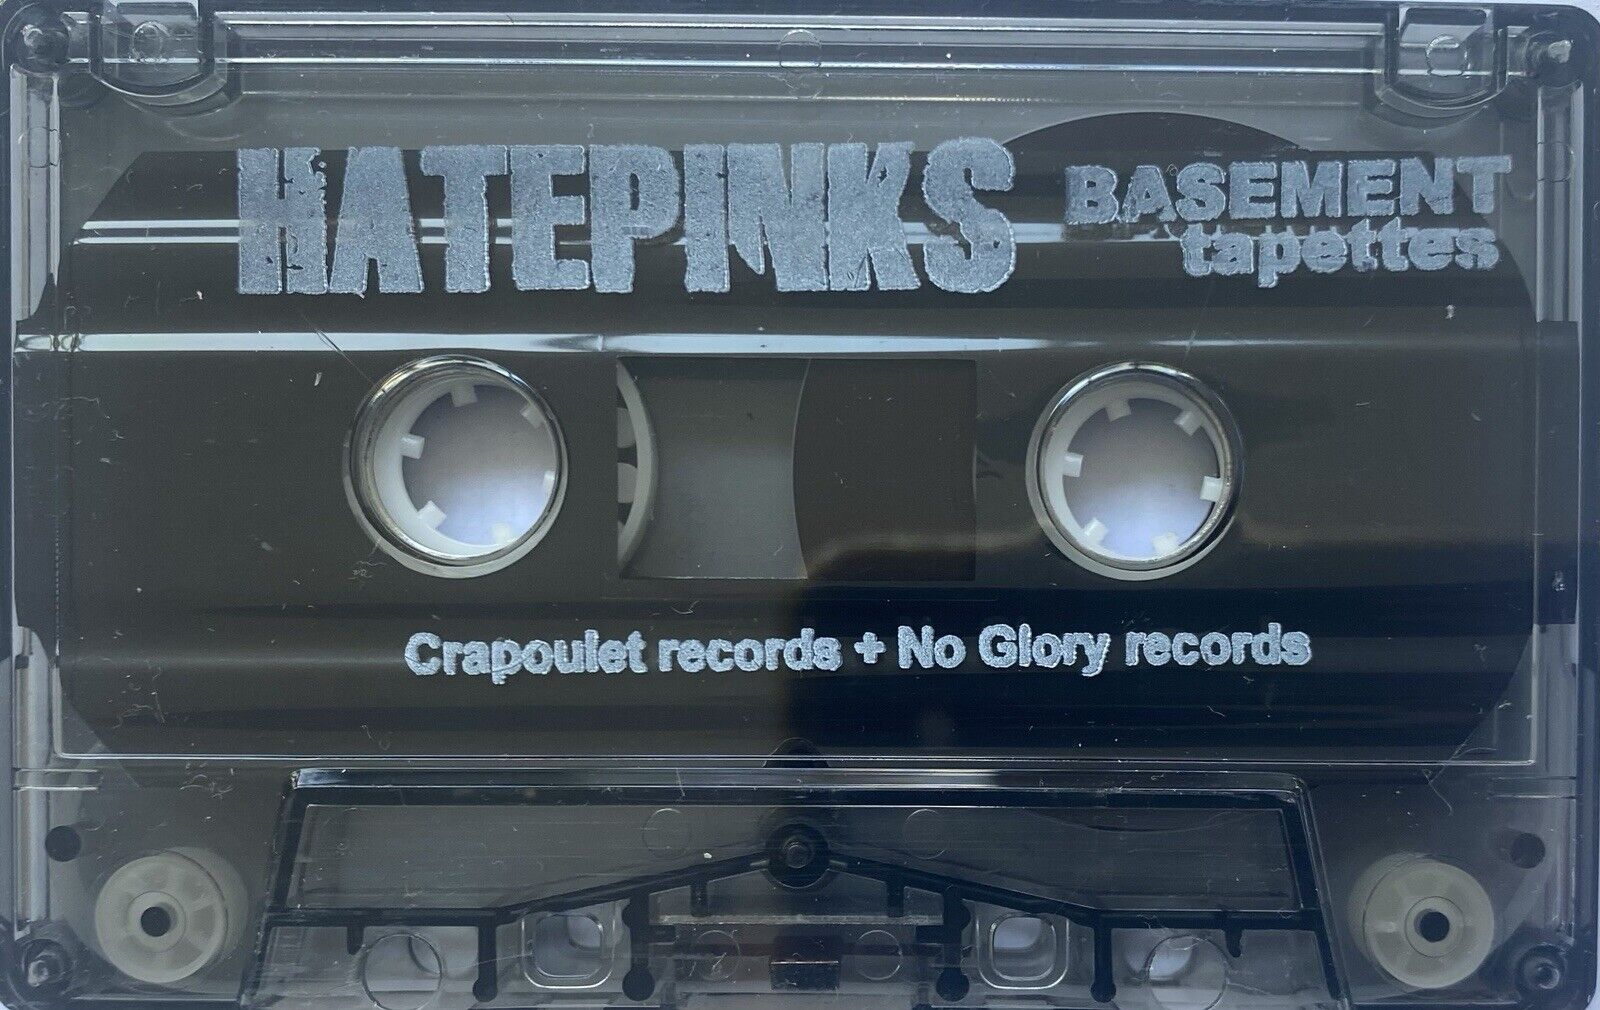 HATEPINKS
BASEMENT
tapettes
Crapoulet records + No Glory records